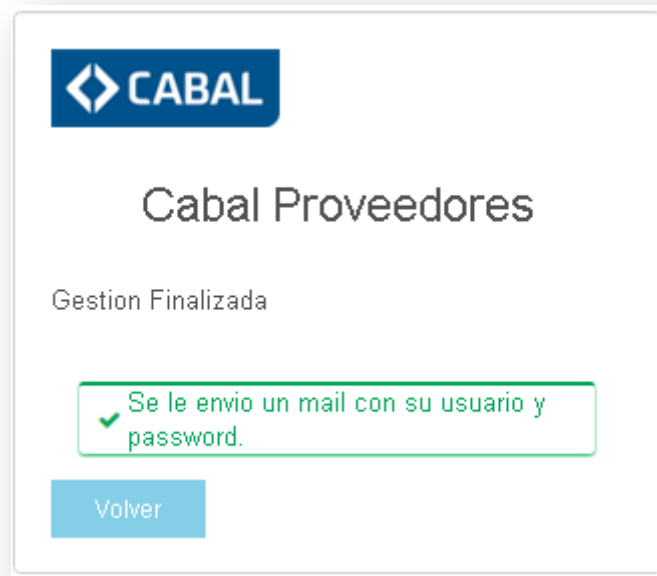 CABAL
Cabal Proveedores
Gestion Finalizada
Se le envio un mail con su usuario y
password.
Volver